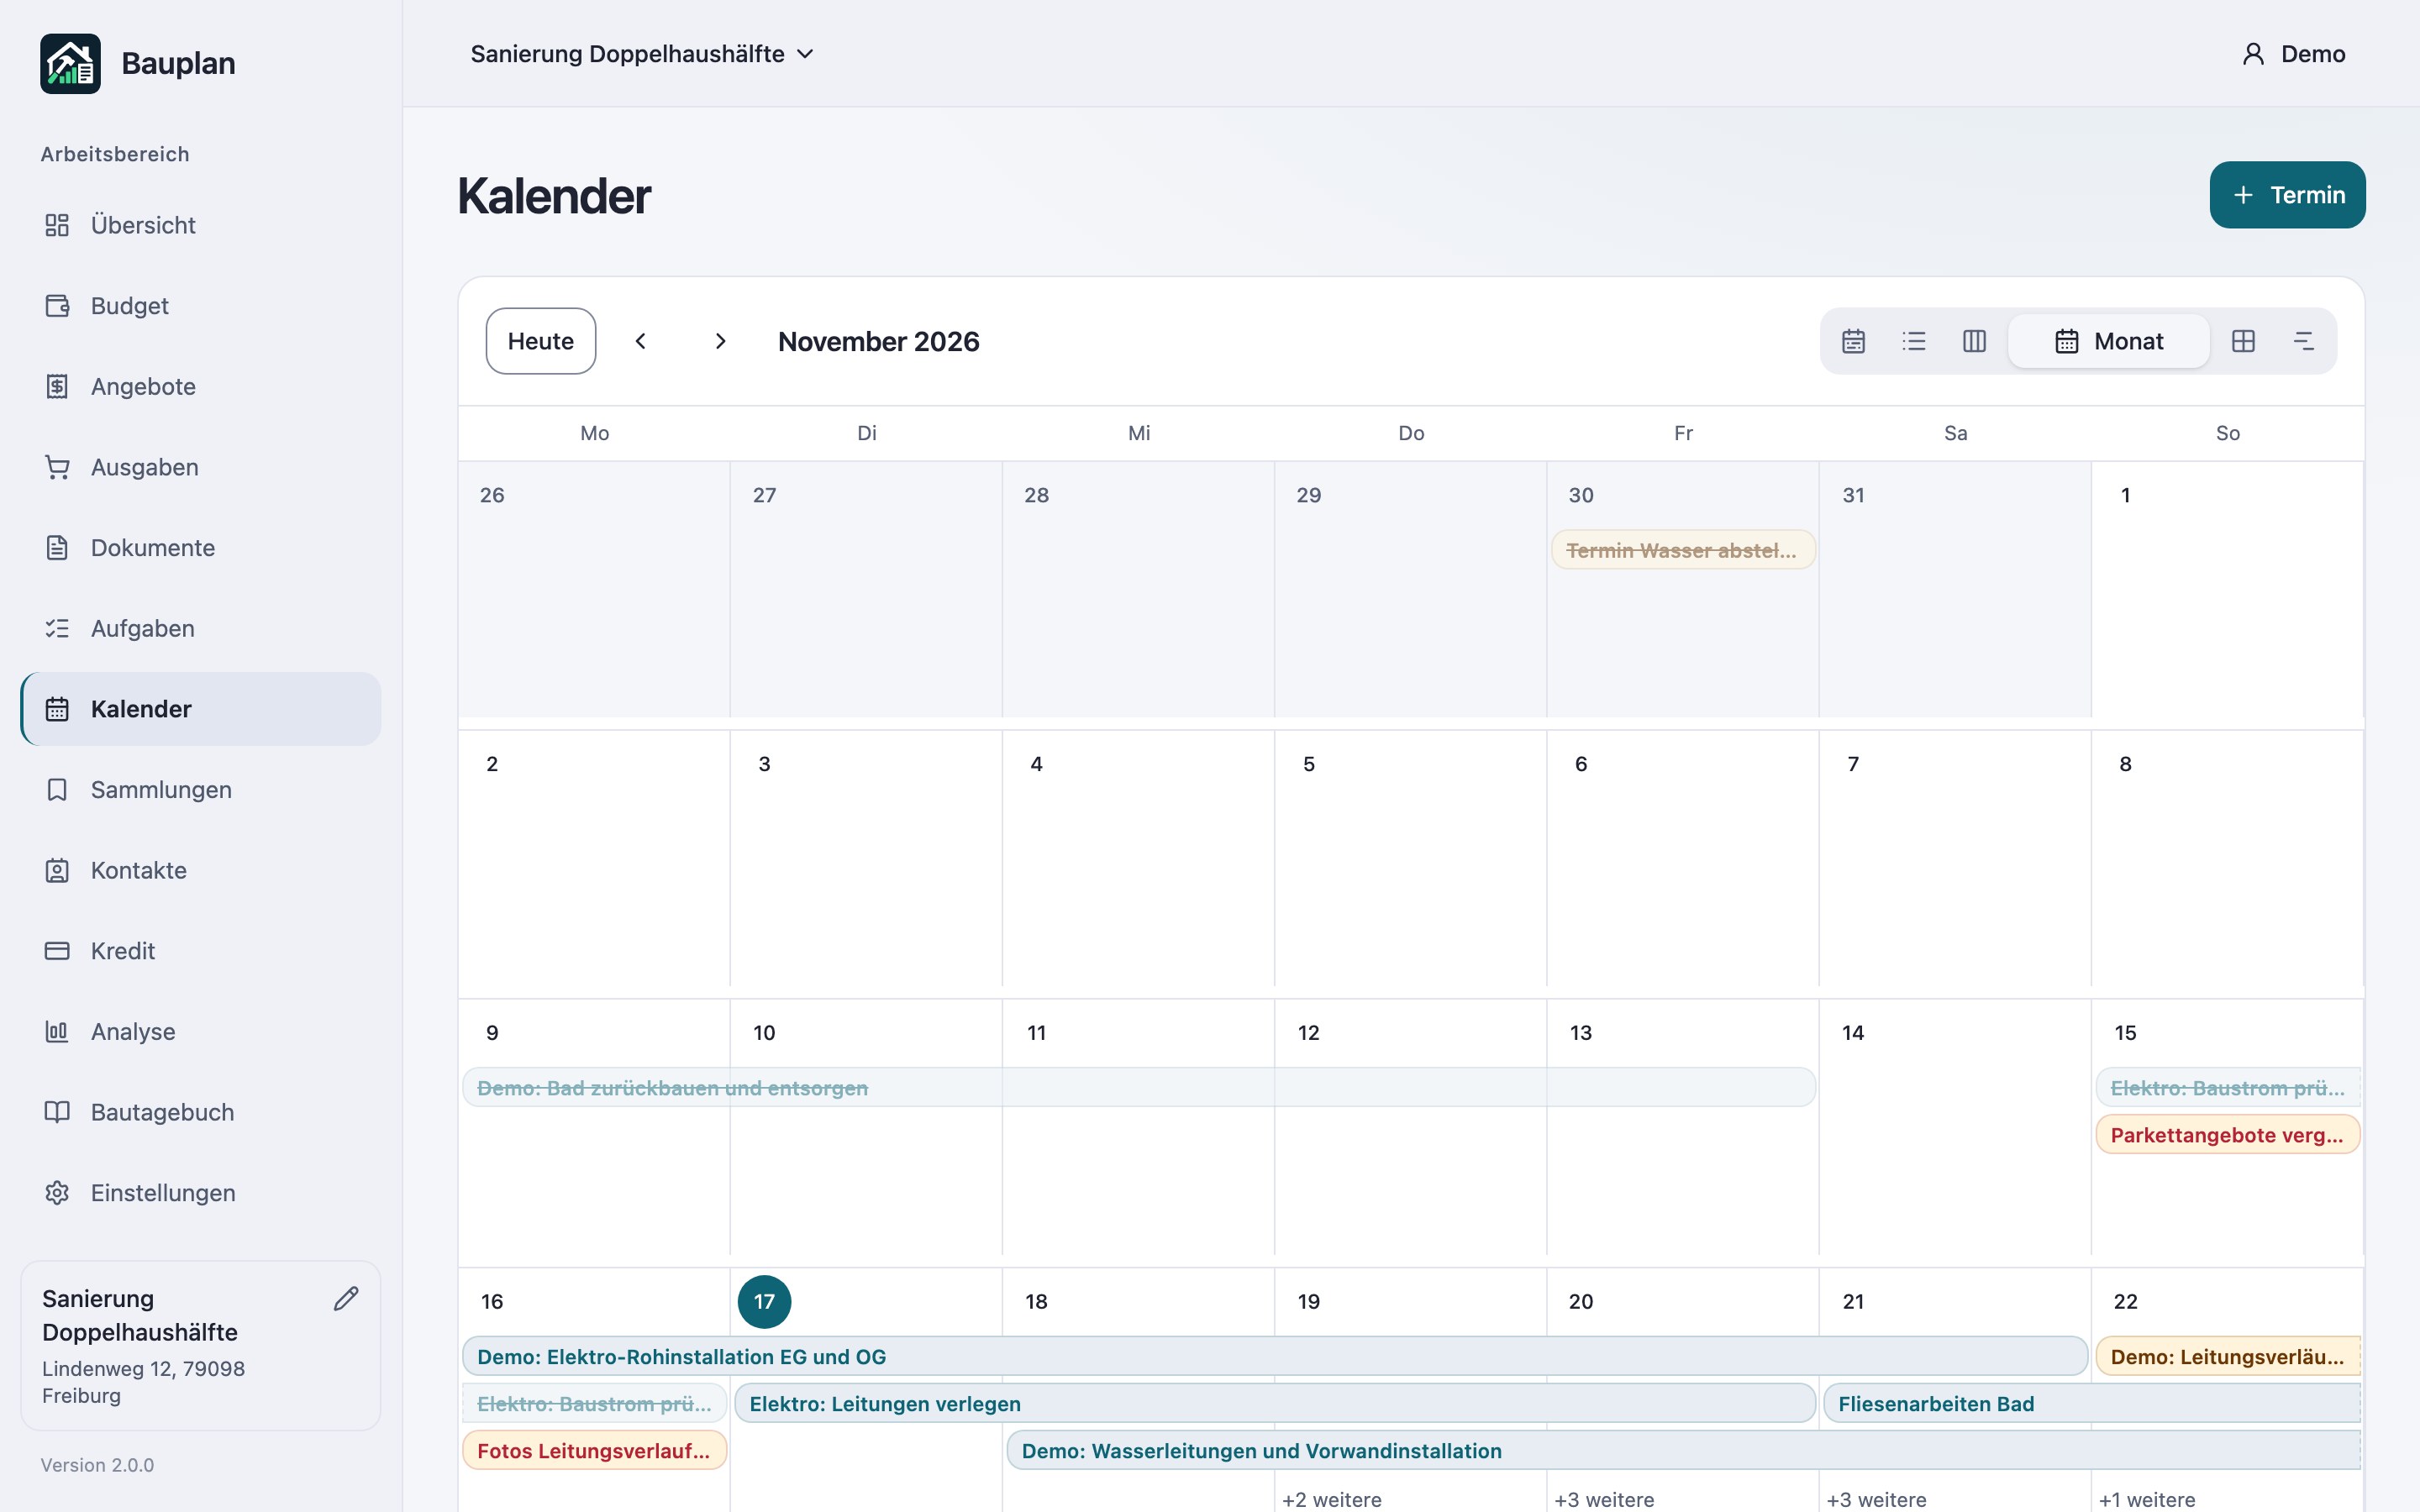 Bauplan
Arbeitsbereich
Übersicht
Budget
Angebote
Ausgaben
Dokumente
Aufgaben
Kalender
Sammlungen
Kontakte
Kredit
Analyse
Bautagebuch
Einstellungen
Sanierung
Doppelhaushälfte
Lindenweg 12, 79098
Freiburg
Version 2.0.0
Sanierung Doppelhaushälfte
Demo
Kalender
+ Termin
Heute
November 2026
Monat
Mo Di Mi Do Fr Sa So
26 27 28 29 30 31 1
Termin Wasser abstel...
2 3 4 5 6 7 8
9 10 11 12 13 14 15
Demo: Bad zurückbauen und entsorgen
Elektro: Baustrom prü...
Parkettangebote verg...
16 17 18 19 20 21 22
Demo: Elektro-Rohinstallation EG und OG
Demo: Leitungsverläu...
Elektro: Baustrom prü...
Elektro: Leitungen verlegen
Fliesenarbeiten Bad
Fotos Leitungsverlauf...
Demo: Wasserleitungen und Vorwandinstallation
+2 weitere
+3 weitere
+3 weitere
+1 weitere